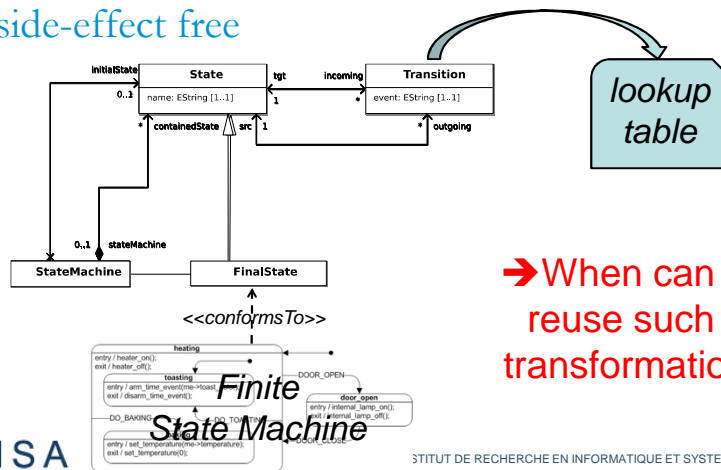 side-effect free
initialState
0..1
State
name: EString [1..1]
tgt
1
incoming
*
Transition
event: EString [1..1]
lookup
table
*
containedState
src
1
*
outgoing
0..1
stateMachine
StateMachine
FinalState
<<conformsTo>>
➔When can
reuse such
transformatio
heating
entry / heater_on();
exit / heater_off();
toasting
entry / arm_time_event(me->toast_
exit / disarm_time_event();
DOOR_OPEN
door_open
entry / internal_lamp_on();
exit / internal_lamp_off();
DO_BAKING
DO_TOASTING
Finite
State Machine
DOOR_CLOSE
entry / set_temperature(me->temperature);
exit / set_temperature(0);
ISA
STITUT DE RECHERCHE EN INFORMATIQUE ET SYSTE